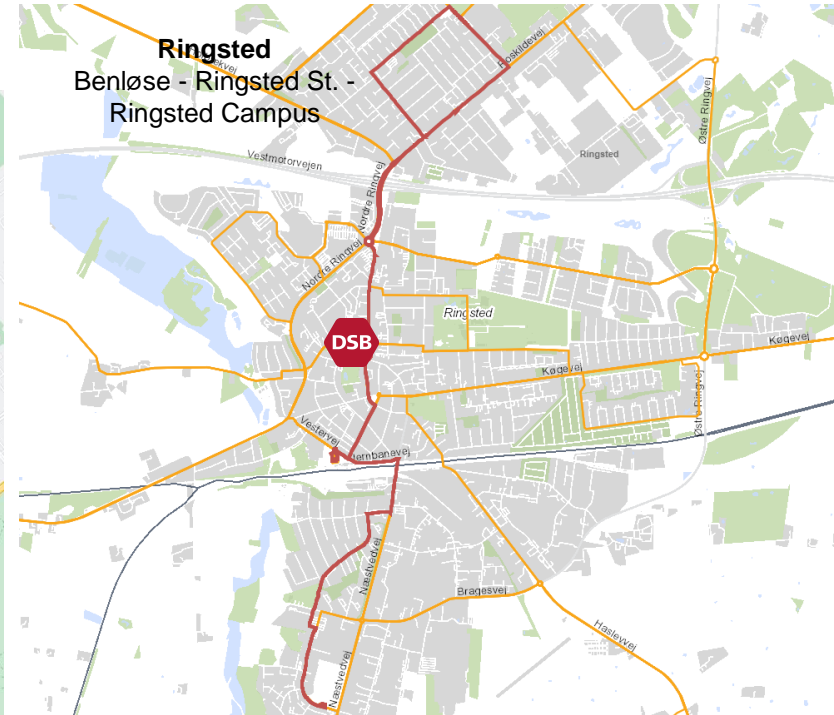 Ringsted
Benløse - Ringsted St. -
Ringsted Campus
Roskildevej
Østre Ringvej
Vestmotorvejen
Ringsted
Nordre Ringvej
Nordre Ringvej
Ringsted
DSB
Køgevej
Køgevej
Østre Ringvej
Vestervej
Jernbanevej
Næstvedvej
Bragesvej
Haslevvej
Næstvedvej